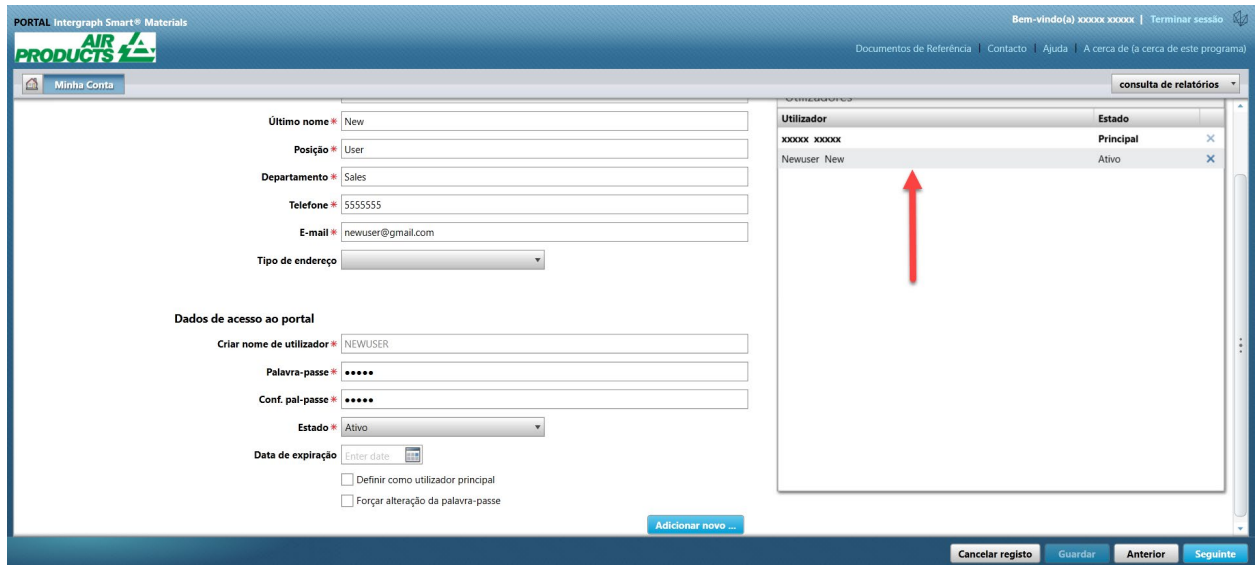 PORTAL Intergraph Smart® Materials
Bem-vindo(a) xxxxx xxxxx | Terminar sessão
AIR PRODUCTS
Documentos de Referência | Contacto | Ajuda | A cerca de (a cerca de este programa)
Minha Conta
consulta de relatórios
Utilizadores
Último nome * New
Utilizador Estado
xxxxx xxxxx Principal
Posição * User
Newuser New Ativo
Departamento * Sales
Telefone * 5555555
E-mail * newuser@gmail.com
Tipo de endereço
Dados de acesso ao portal
Criar nome de utilizador * NEWUSER
Palavra-passe * •••••
Conf. pal-passe * •••••
Estado * Ativo
Data de expiração Enter date
Definir como utilizador principal
Forçar alteração da palavra-passe
Adicionar novo ...
Cancelar registo Guardar Anterior Seguinte